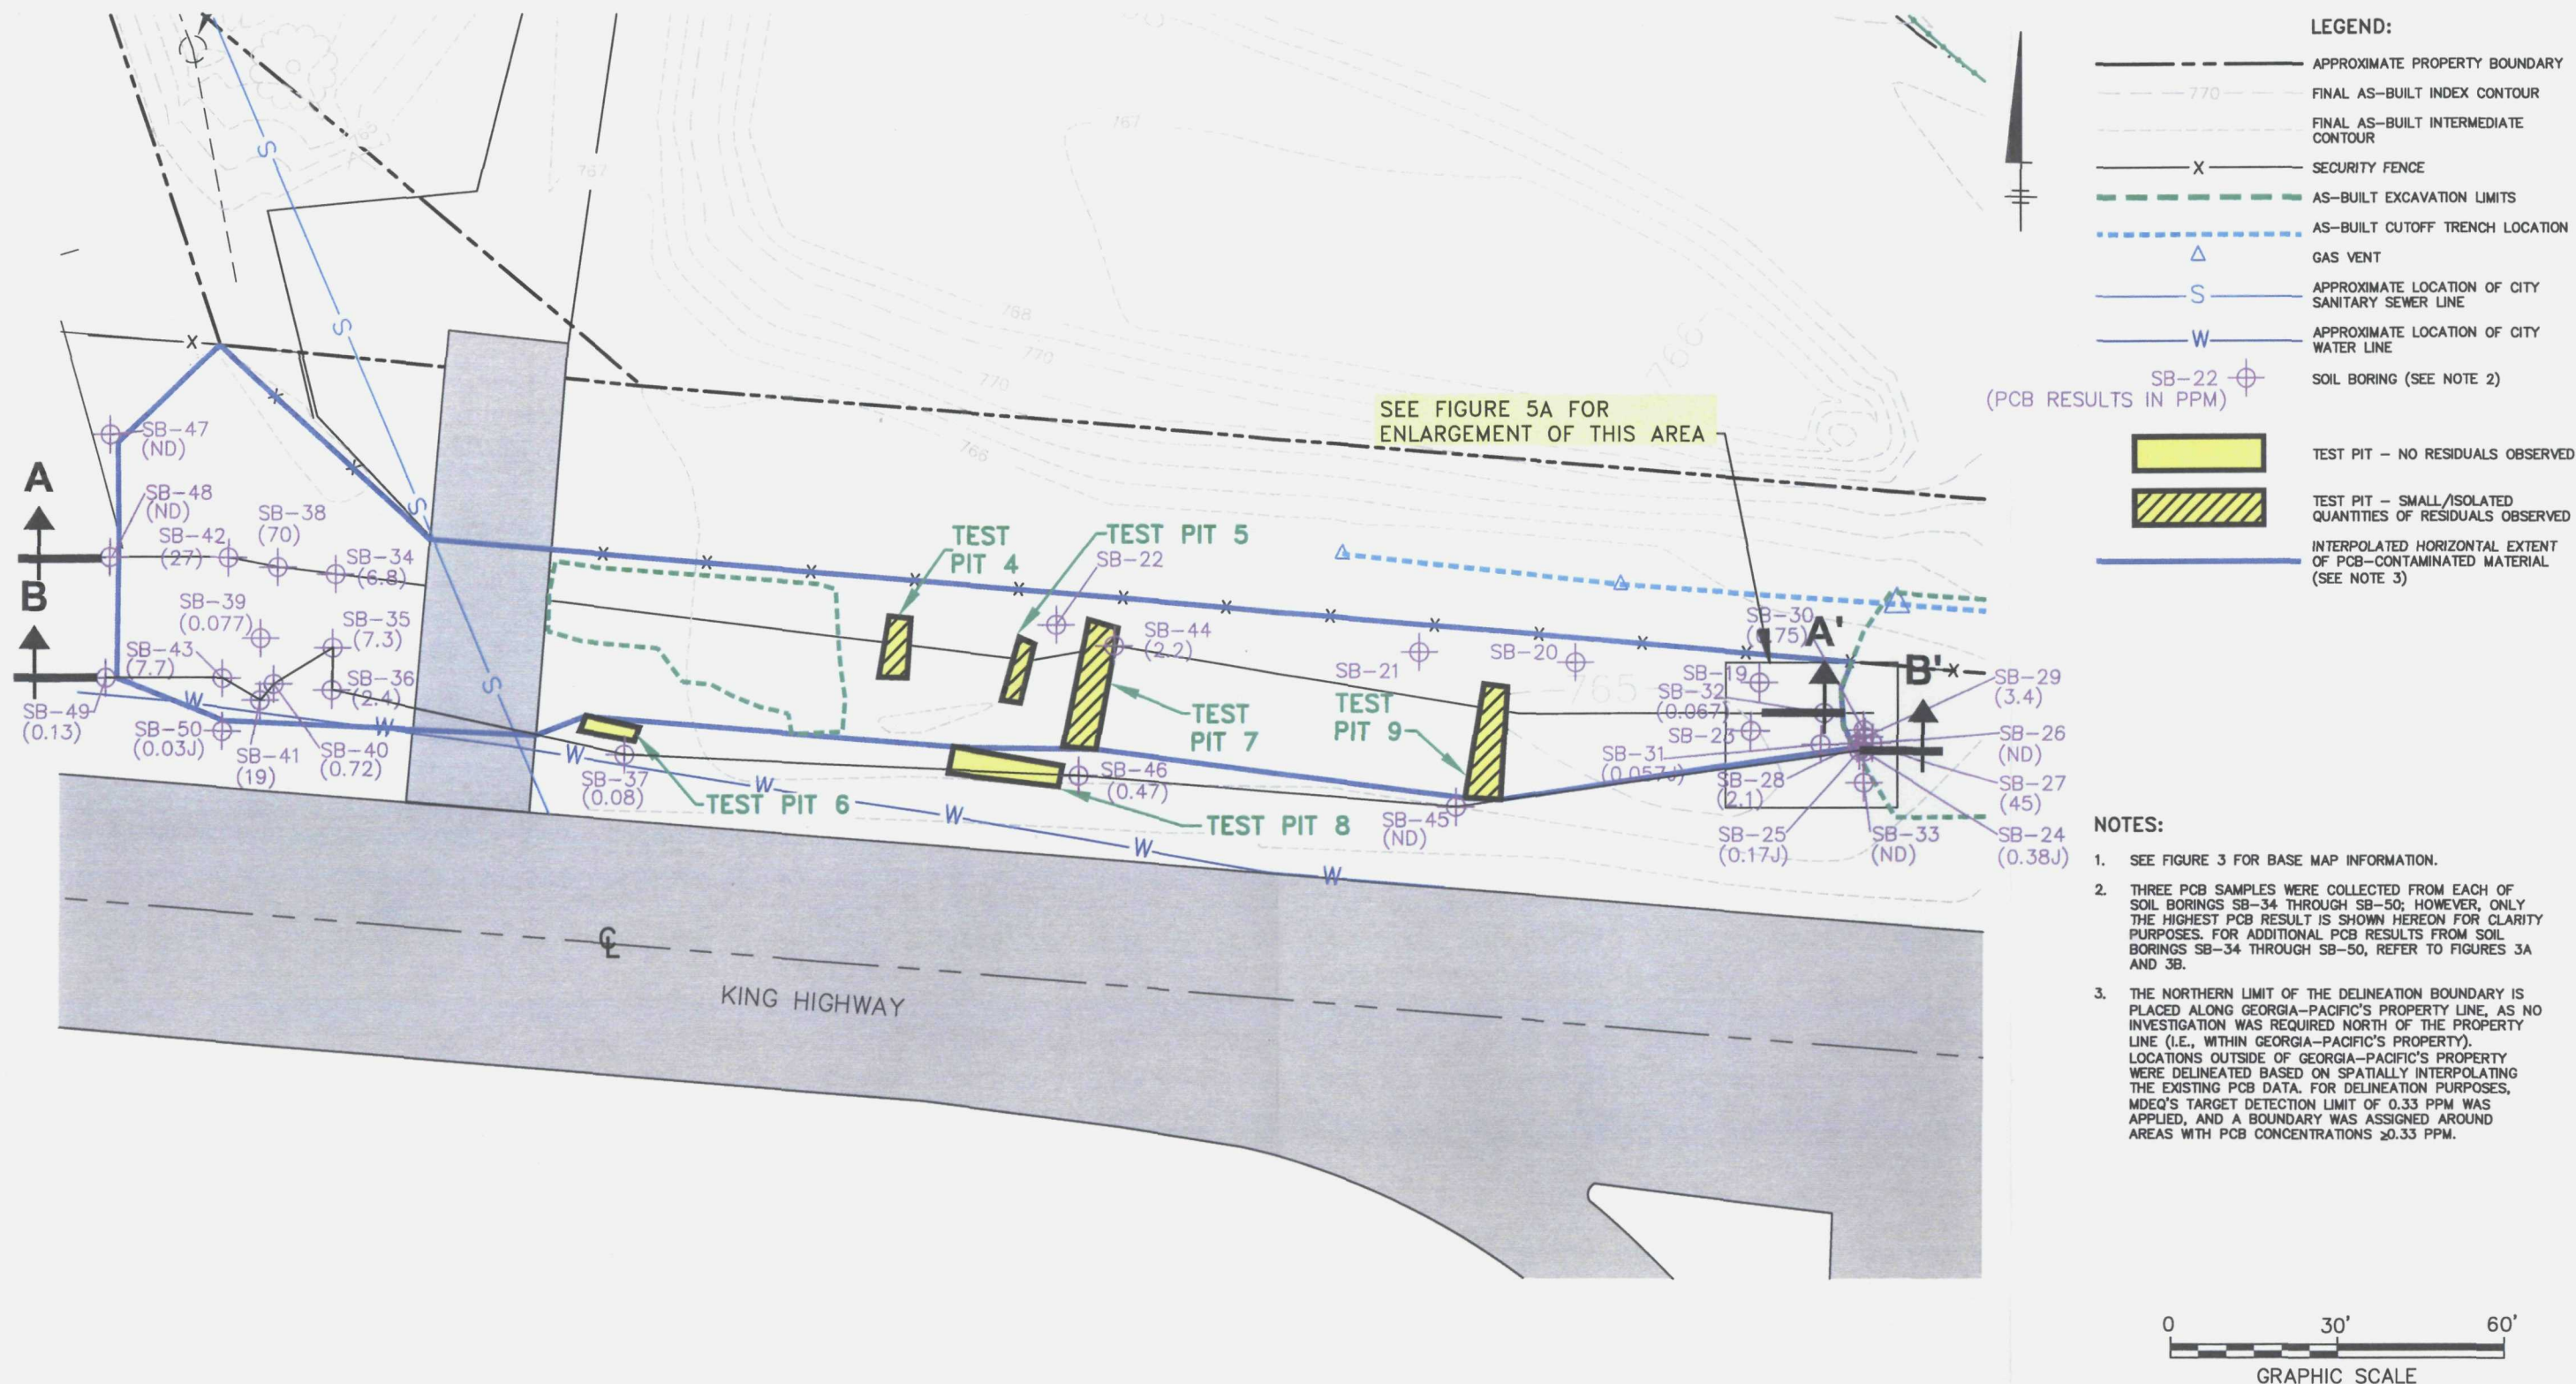 LEGEND:
APPROXIMATE PROPERTY BOUNDARY
770
FINAL AS-BUILT INDEX CONTOUR
FINAL AS-BUILT INTERMEDIATE
CONTOUR
X
SECURITY FENCE
AS-BUILT EXCAVATION LIMITS
AS-BUILT CUTOFF TRENCH LOCATION
GAS VENT
S
APPROXIMATE LOCATION OF CITY
SANITARY SEWER LINE
W
APPROXIMATE LOCATION OF CITY
WATER LINE
SB-22
(PCB RESULTS IN PPM)
SOIL BORING (SEE NOTE 2)
TEST PIT - NO RESIDUALS OBSERVED
TEST PIT - SMALL/ISOLATED
QUANTITIES OF RESIDUALS OBSERVED
INTERPOLATED HORIZONTAL EXTENT
OF PCB-CONTAMINATED MATERIAL
(SEE NOTE 3)
NOTES:
1. SEE FIGURE 3 FOR BASE MAP INFORMATION.
2. THREE PCB SAMPLES WERE COLLECTED FROM EACH OF
SOIL BORINGS SB-34 THROUGH SB-50; HOWEVER, ONLY
THE HIGHEST PCB RESULT IS SHOWN HEREON FOR CLARITY
PURPOSES. FOR ADDITIONAL PCB RESULTS FROM SOIL
BORINGS SB-34 THROUGH SB-50, REFER TO FIGURES 3A
AND 3B.
3. THE NORTHERN LIMIT OF THE DELINEATION BOUNDARY IS
PLACED ALONG GEORGIA-PACIFIC'S PROPERTY LINE, AS NO
INVESTIGATION WAS REQUIRED NORTH OF THE PROPERTY
LINE (I.E., WITHIN GEORGIA-PACIFIC'S PROPERTY).
LOCATIONS OUTSIDE OF GEORGIA-PACIFIC'S PROPERTY
WERE DELINEATED BASED ON SPATIALLY INTERPOLATING
THE EXISTING PCB DATA. FOR DELINEATION PURPOSES,
MDEQ'S TARGET DETECTION LIMIT OF 0.33 PPM WAS
APPLIED, AND A BOUNDARY WAS ASSIGNED AROUND
AREAS WITH PCB CONCENTRATIONS ≥0.33 PPM.
0 30' 60'
GRAPHIC SCALE
767
767
768
770
770
766
766
765
SEE FIGURE 5A FOR
ENLARGEMENT OF THIS AREA
A
B
A'
B'
SB-47
(ND)
SB-48
(ND)
SB-42
(27)
SB-38
(70)
SB-34
(6.8)
SB-39
(0.077)
SB-35
(7.3)
SB-43
(7.7)
SB-36
(2.4)
SB-49
(0.13)
SB-50
(0.03J)
SB-41
(19)
SB-40
(0.72)
SB-37
(0.08)
TEST
PIT 4
TEST PIT 5
SB-22
SB-44
(2.2)
TEST
PIT 7
TEST PIT 6
SB-46
(0.47)
TEST PIT 8
TEST
PIT 9
SB-45
(ND)
SB-21
SB-20
SB-30
SB-19
SB-32
(0.067)
SB-23
SB-31
(0.057J)
SB-28
(2.1)
SB-25
(0.17J)
SB-33
(ND)
SB-24
(0.38J)
SB-27
(45)
SB-26
(ND)
SB-29
(3.4)
S
S
S
S
W
W
W
W
W
W
W
KING HIGHWAY